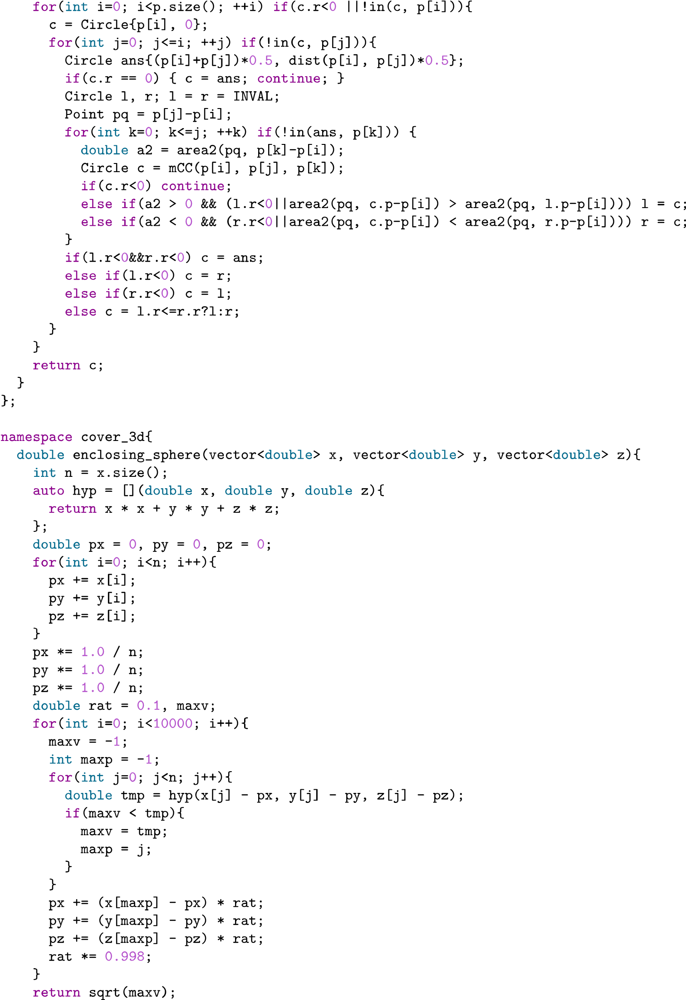 for(int i=0; i<p.size(); ++i) if(c.r<0 ||!in(c, p[i])){
      c = Circle{p[i], 0};
      for(int j=0; j<=i; ++j) if(!in(c, p[j])){
        Circle ans{(p[i]+p[j])*0.5, dist(p[i], p[j])*0.5};
        if(c.r == 0) { c = ans; continue; }
        Circle l, r; l = r = INVAL;
        Point pq = p[j]-p[i];
        for(int k=0; k<=j; ++k) if(!in(ans, p[k])) {
          double a2 = area2(pq, p[k]-p[i]);
          Circle c = mCC(p[i], p[j], p[k]);
          if(c.r<0) continue;
          else if(a2 > 0 && (l.r<0||area2(pq, c.p-p[i]) > area2(pq, l.p-p[i]))) l = c;
          else if(a2 < 0 && (r.r<0||area2(pq, c.p-p[i]) < area2(pq, r.p-p[i]))) r = c;
        }
        if(l.r<0&&r.r<0) c = ans;
        else if(l.r<0) c = r;
        else if(r.r<0) c = l;
        else c = l.r<=r.r?l:r;
      }
    }
    return c;
  }
};

namespace cover_3d{
  double enclosing_sphere(vector<double> x, vector<double> y, vector<double> z){
    int n = x.size();
    auto hyp = [](double x, double y, double z){
      return x * x + y * y + z * z;
    };
    double px = 0, py = 0, pz = 0;
    for(int i=0; i<n; i++){
      px += x[i];
      py += y[i];
      pz += z[i];
    }
    px *= 1.0 / n;
    py *= 1.0 / n;
    pz *= 1.0 / n;
    double rat = 0.1, maxv;
    for(int i=0; i<10000; i++){
      maxv = -1;
      int maxp = -1;
      for(int j=0; j<n; j++){
        double tmp = hyp(x[j] - px, y[j] - py, z[j] - pz);
        if(maxv < tmp){
          maxv = tmp;
          maxp = j;
        }
      }
      px += (x[maxp] - px) * rat;
      py += (y[maxp] - py) * rat;
      pz += (z[maxp] - pz) * rat;
      rat *= 0.998;
    }
    return sqrt(maxv);